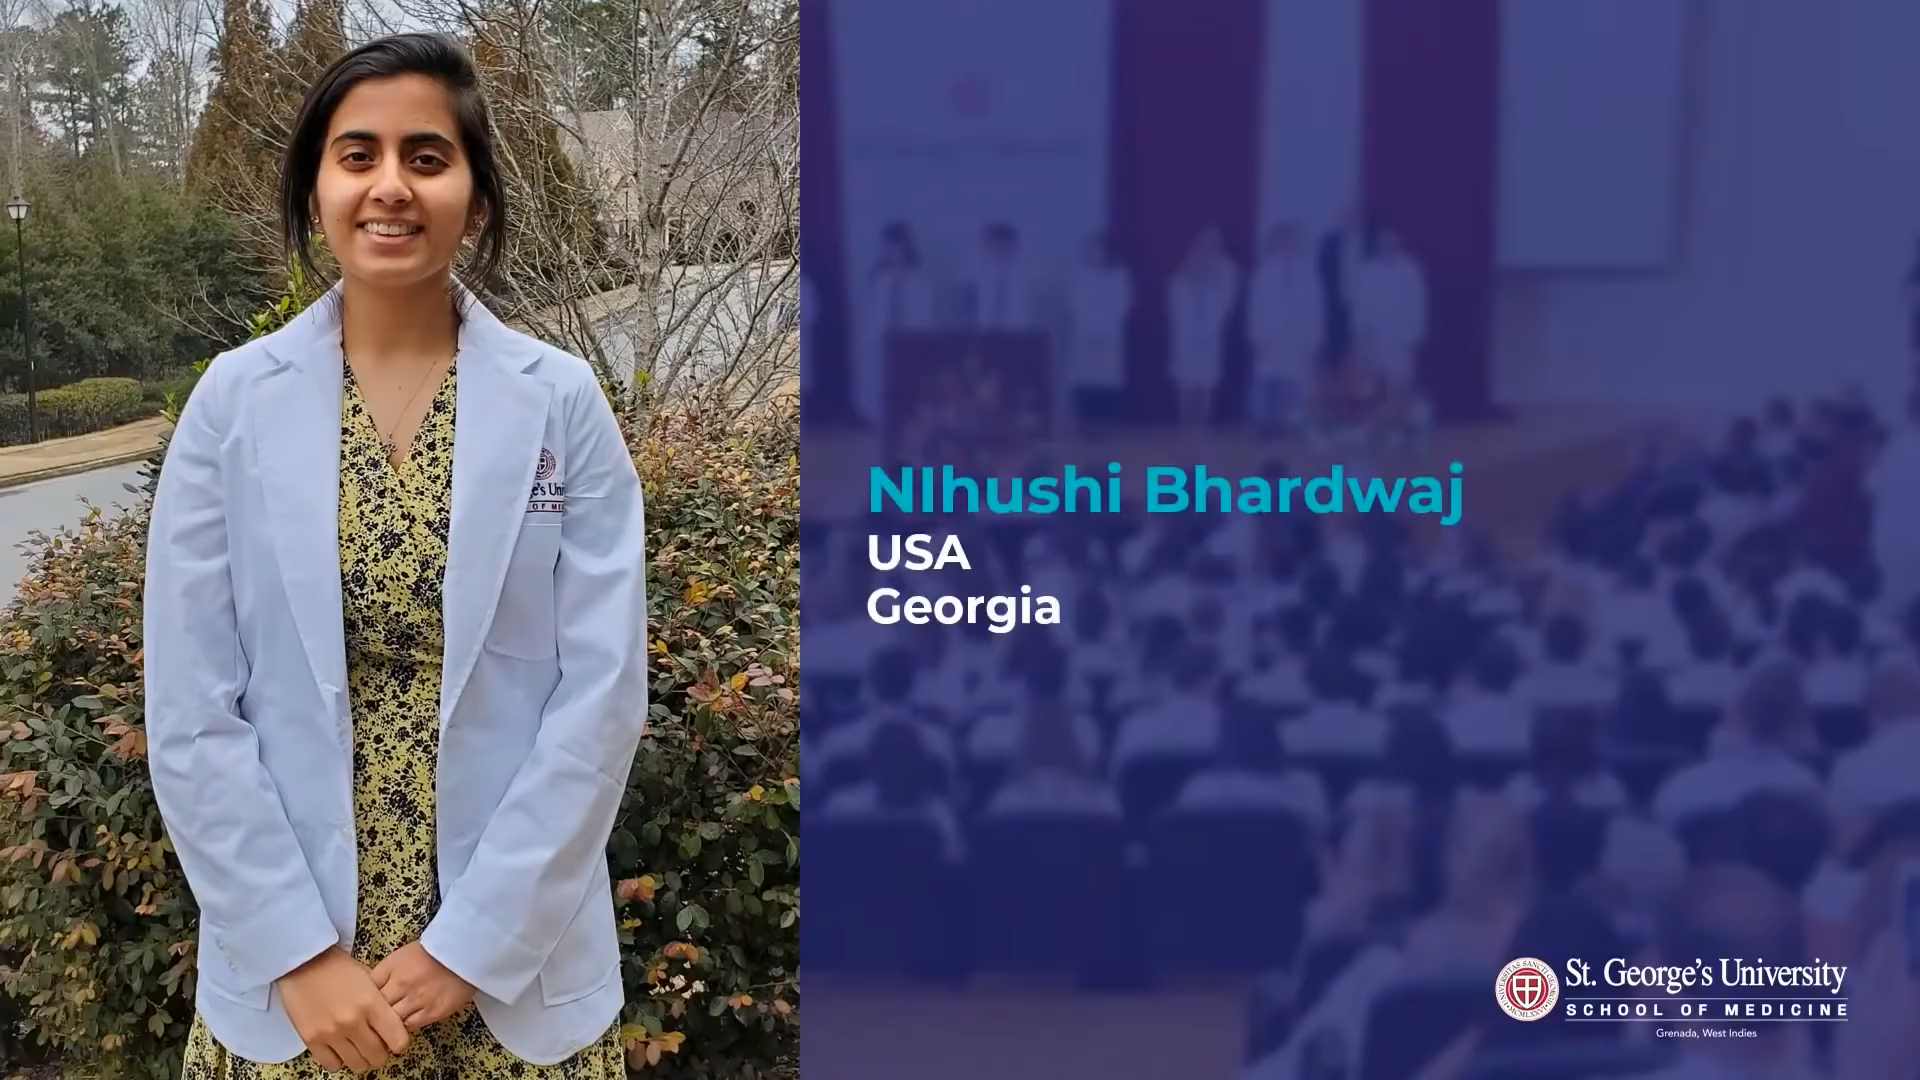 NIhushi Bhardwaj
USA
Georgia
St. George's University
SCHOOL OF MEDICINE
Grenada, West Indies